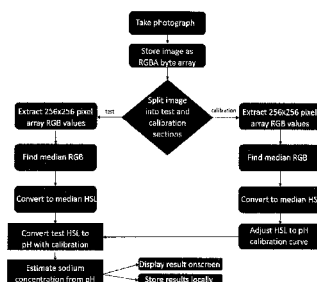 Take photograph
Store image as
RGBA byte array
Split image
into test and
calibration
sections
test
calibration
Extract 256x256 pixel
array RGB values
Find median RGB
Convert to median HSL
Convert test HSL to
pH with calibration
Estimate sodium
concentration from pH
Extract 256x256 pixel
array RGB values
Find median RGB
Convert to median HS
Adjust HSL to pH
calibration curve
Display result onscreen
Store results locally